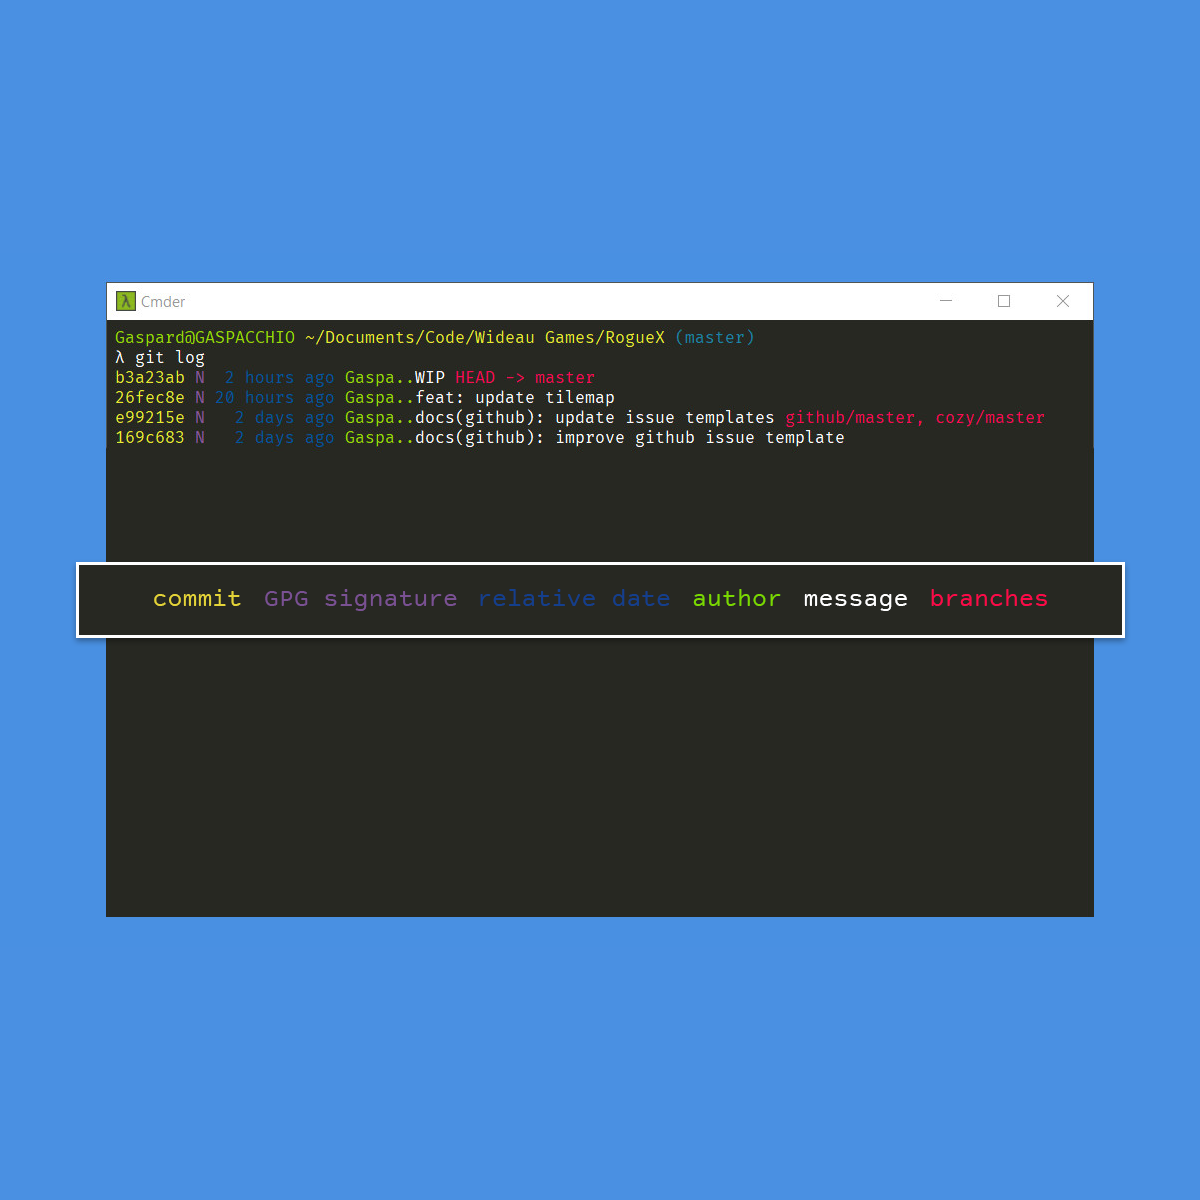 λ Cmder
Gaspard@GASPACCHIO ~/Documents/Code/Wideau Games/RogueX (master)
λ git log
b3a23ab N  2 hours ago Gaspa..WIP HEAD -> master
26fec8e N 20 hours ago Gaspa..feat: update tilemap
e99215e N   2 days ago Gaspa..docs(github): update issue templates github/master, cozy/master
169c683 N   2 days ago Gaspa..docs(github): improve github issue template
commit GPG signature relative date author message branches